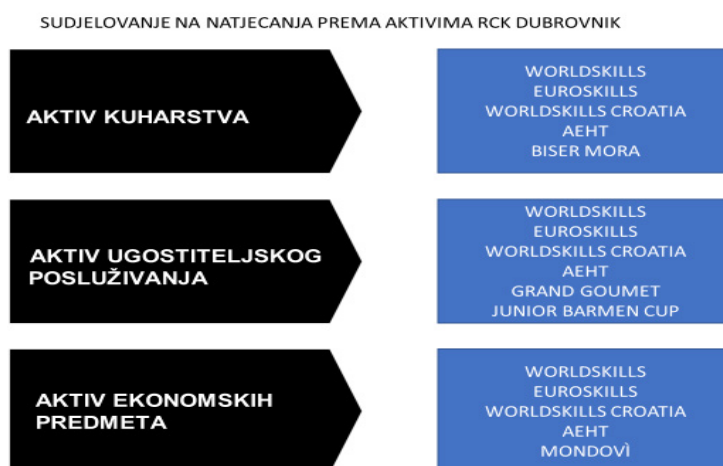 SUDJELOVANJE NA NATJECANJA PREMA AKTIVIMA RCK DUBROVNIK
AKTIV KUHARSTVA
WORLDSKILLS
EUROSKILLS
WORLDSKILLS CROATIA
AEHT
BISER MORA
AKTIV UGOSTITELJSKOG
POSLUŽIVANJA
WORLDSKILLS
EUROSKILLS
WORLDSKILLS CROATIA
AEHT
GRAND GOUMET
JUNIOR BARMEN CUP
AKTIV EKONOMSKIH
PREDMETA
WORLDSKILLS
EUROSKILLS
WORLDSKILLS CROATIA
AEHT
MONDOVÌ